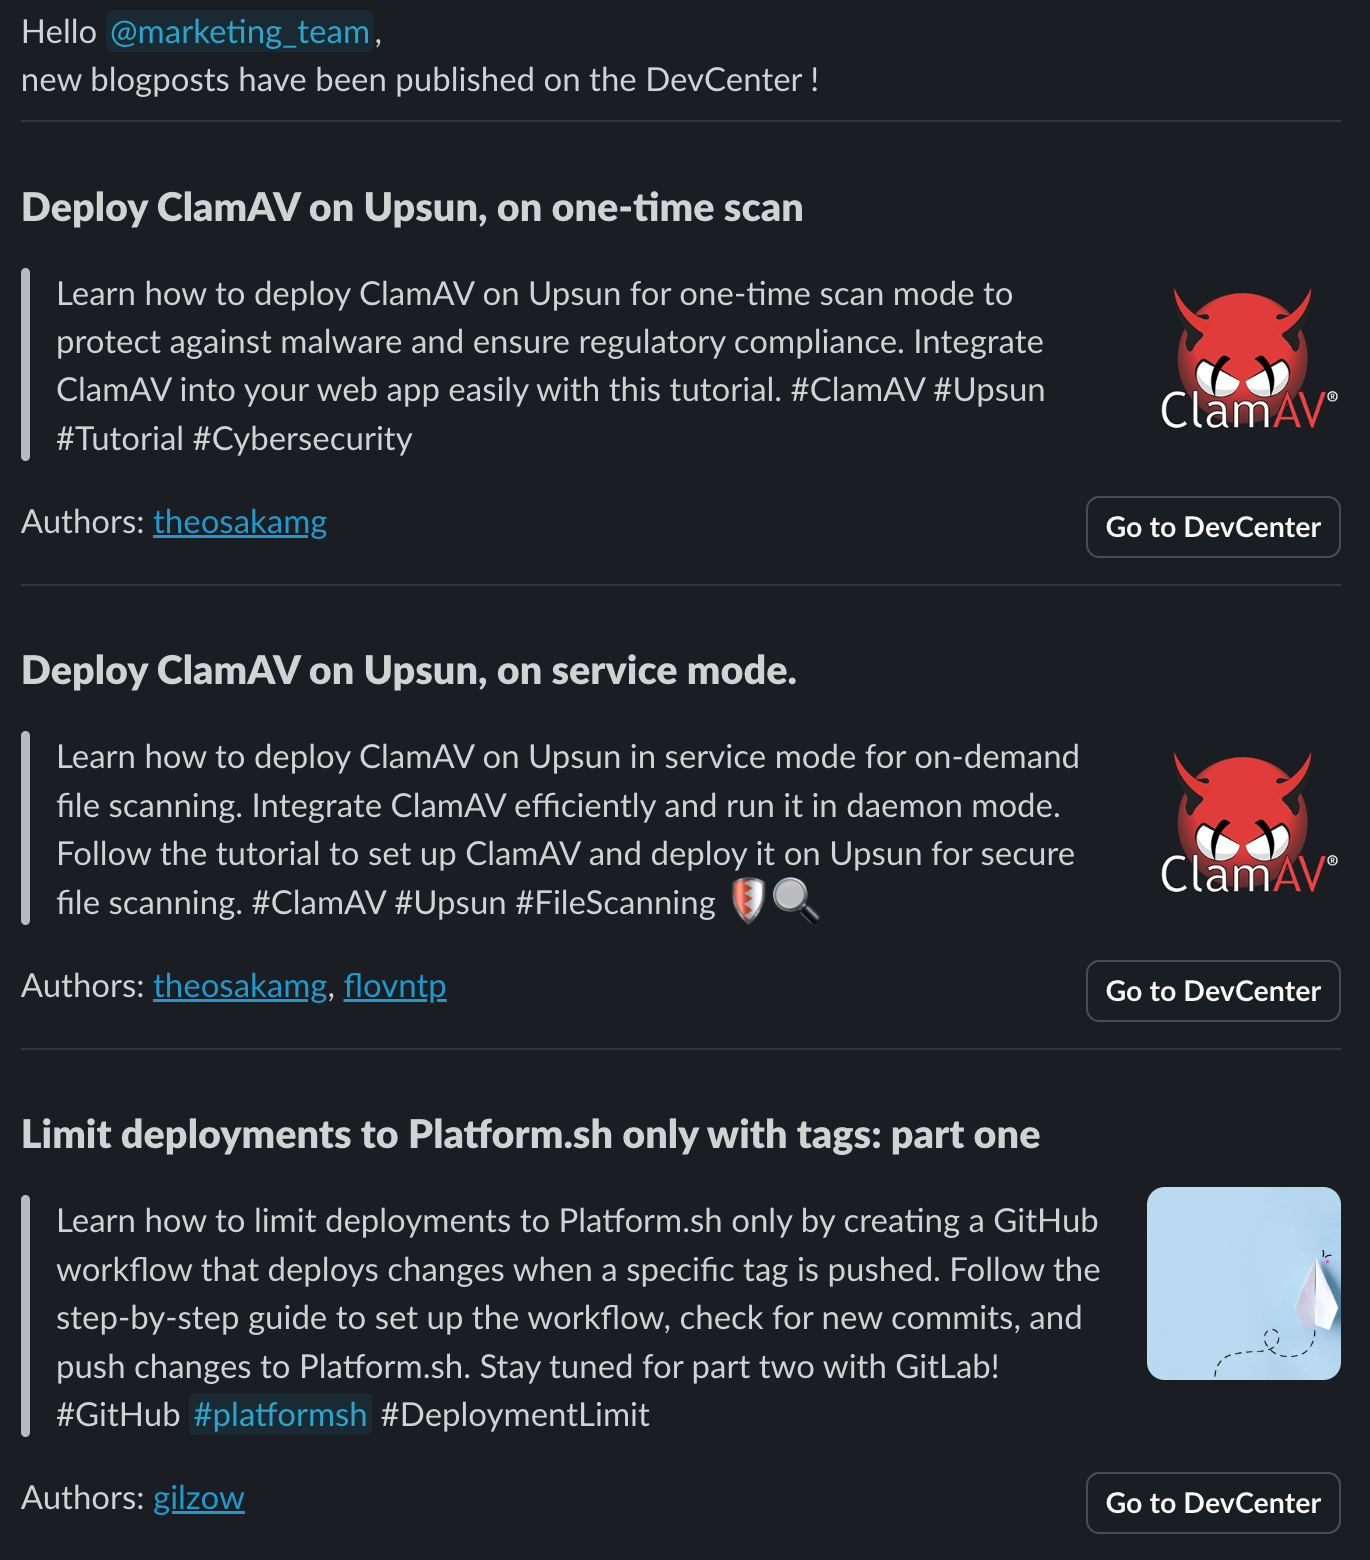 Hello @marketing_team,
new blogposts have been published on the DevCenter !
Deploy ClamAV on Upsun, on one-time scan
Learn how to deploy ClamAV on Upsun for one-time scan mode to
protect against malware and ensure regulatory compliance. Integrate
ClamAV into your web app easily with this tutorial. #ClamAV #Upsun
#Tutorial #Cybersecurity
ClamAV®
Authors: theosakamg
Go to DevCenter
Deploy ClamAV on Upsun, on service mode.
Learn how to deploy ClamAV on Upsun in service mode for on-demand
file scanning. Integrate ClamAV efficiently and run it in daemon mode.
Follow the tutorial to set up ClamAV and deploy it on Upsun for secure
file scanning. #ClamAV #Upsun #FileScanning 🛡️🔍
ClamAV®
Authors: theosakamg, flovntp
Go to DevCenter
Limit deployments to Platform.sh only with tags: part one
Learn how to limit deployments to Platform.sh only by creating a GitHub
workflow that deploys changes when a specific tag is pushed. Follow the
step-by-step guide to set up the workflow, check for new commits, and
push changes to Platform.sh. Stay tuned for part two with GitLab!
#GitHub #platformsh #DeploymentLimit
Authors: gilzow
Go to DevCenter